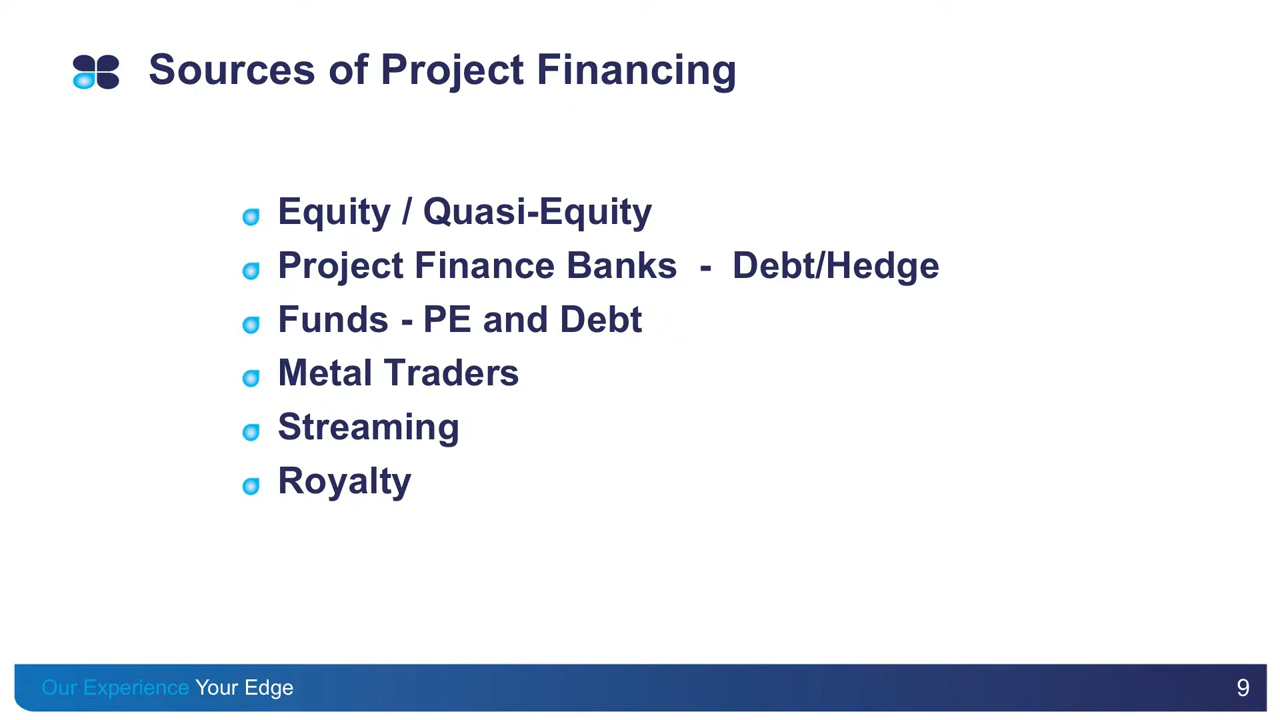 Sources of Project Financing
Equity / Quasi-Equity
Project Finance Banks - Debt/Hedge
Funds - PE and Debt
Metal Traders
Streaming
Royalty
Our Experience Your Edge
9